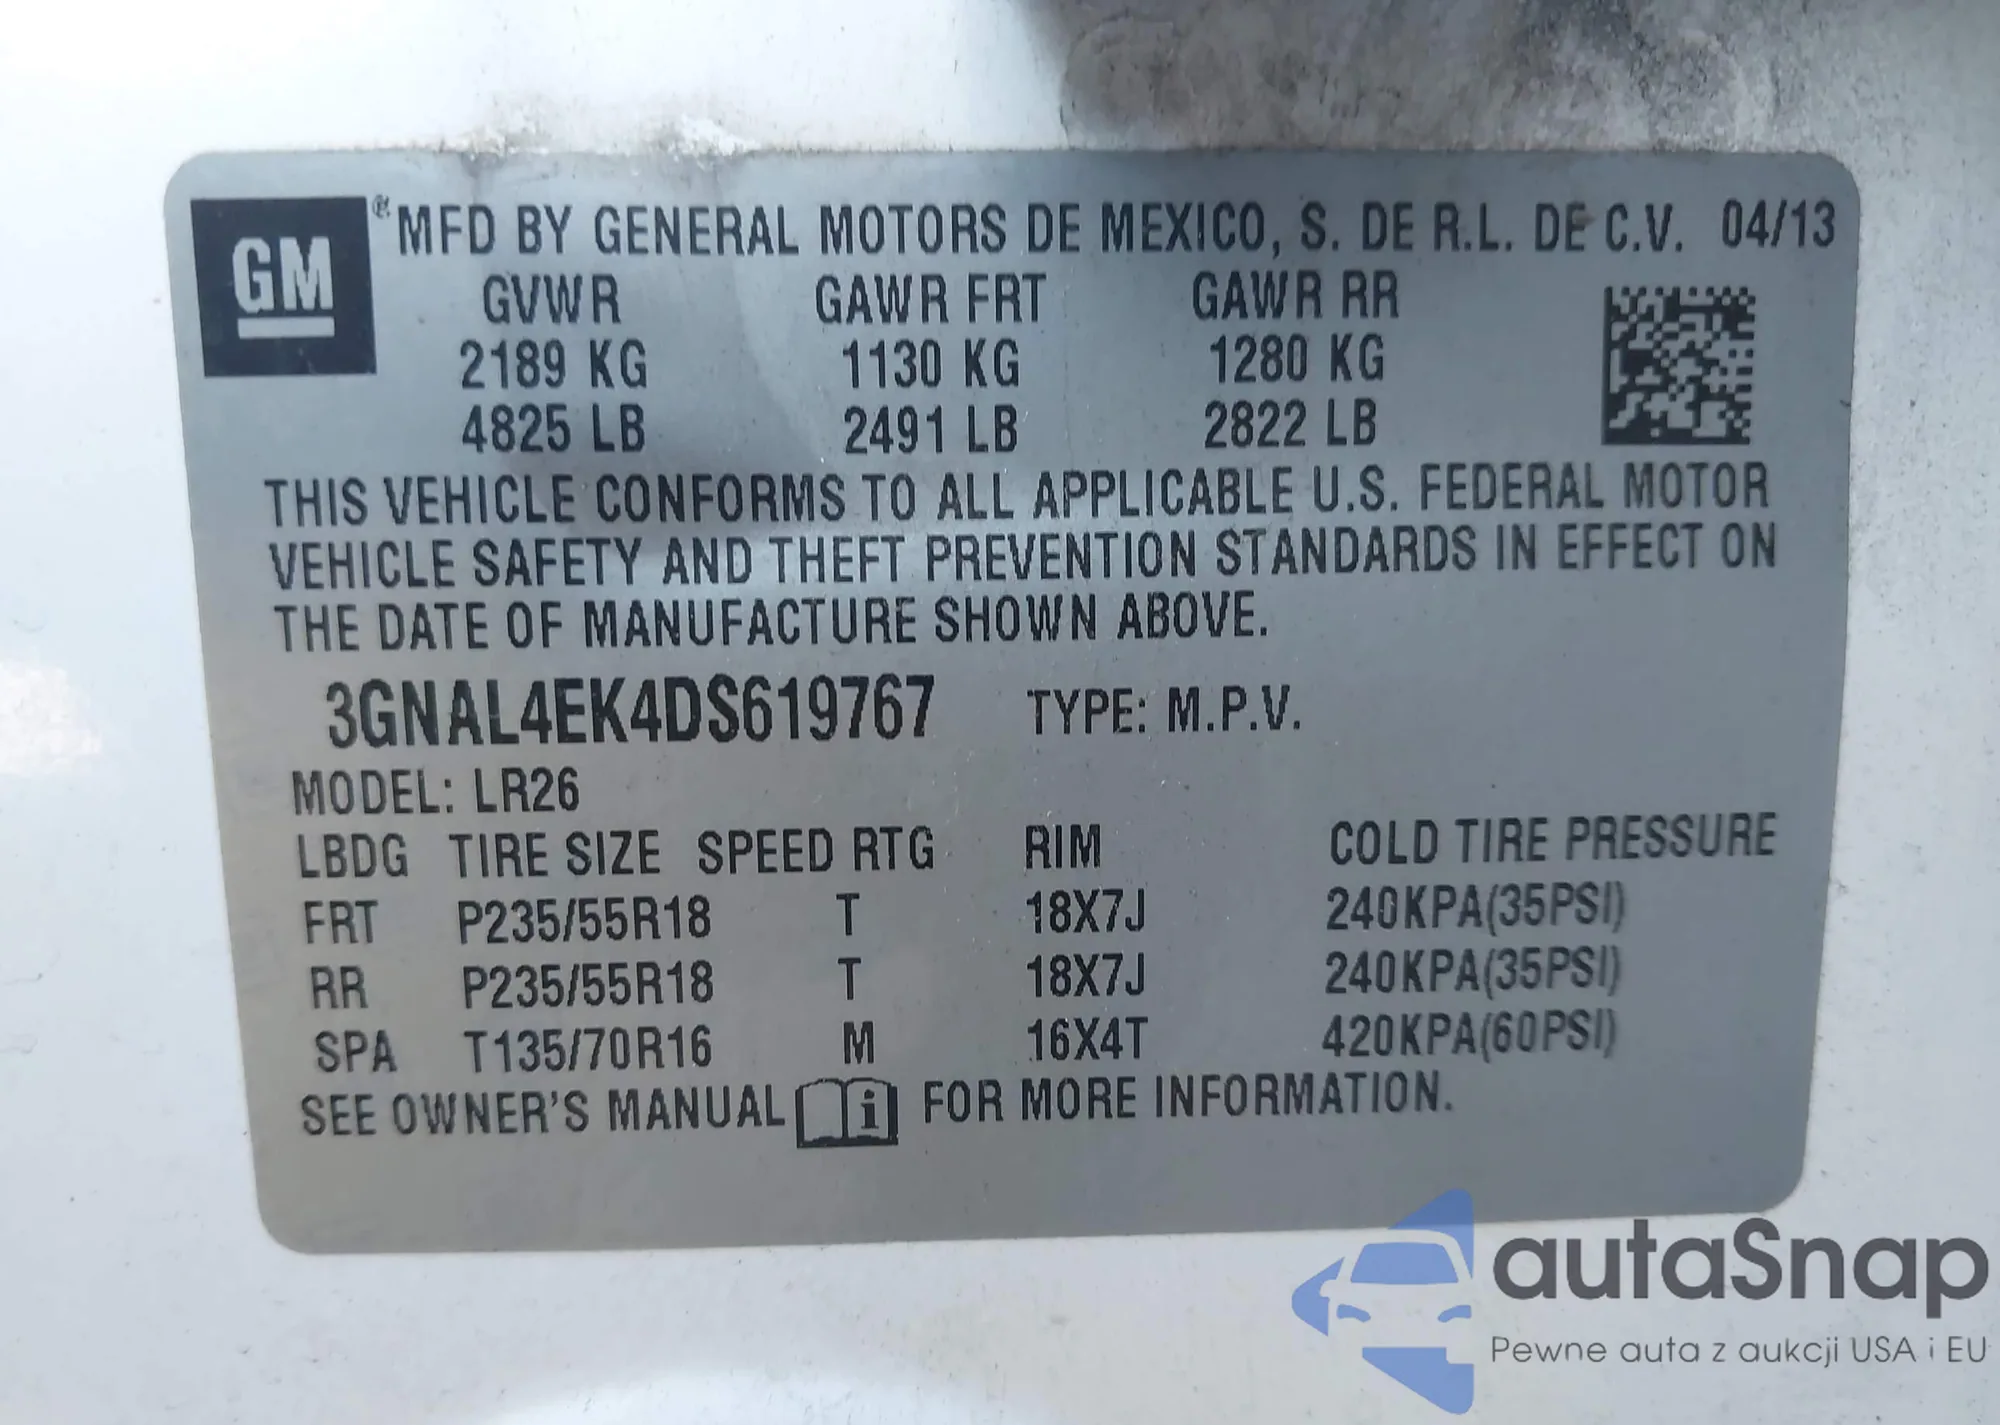 GM
® MFD BY GENERAL MOTORS DE MEXICO, S. DE R.L. DE C.V. 04/13
GVWR GAWR FRT GAWR RR
2189 KG 1130 KG 1280 KG
4825 LB 2491 LB 2822 LB
THIS VEHICLE CONFORMS TO ALL APPLICABLE U.S. FEDERAL MOTOR
VEHICLE SAFETY AND THEFT PREVENTION STANDARDS IN EFFECT ON
THE DATE OF MANUFACTURE SHOWN ABOVE.
3GNAL4EK4DS619767 TYPE: M.P.V.
MODEL: LR26
LBDG TIRE SIZE SPEED RTG RIM COLD TIRE PRESSURE
FRT P235/55R18 T 18X7J 240KPA(35PSI)
RR P235/55R18 T 18X7J 240KPA(35PSI)
SPA T135/70R16 M 16X4T 420KPA(60PSI)
SEE OWNER'S MANUAL i FOR MORE INFORMATION.
autaSnap
Pewne auta z aukcji USA i EU